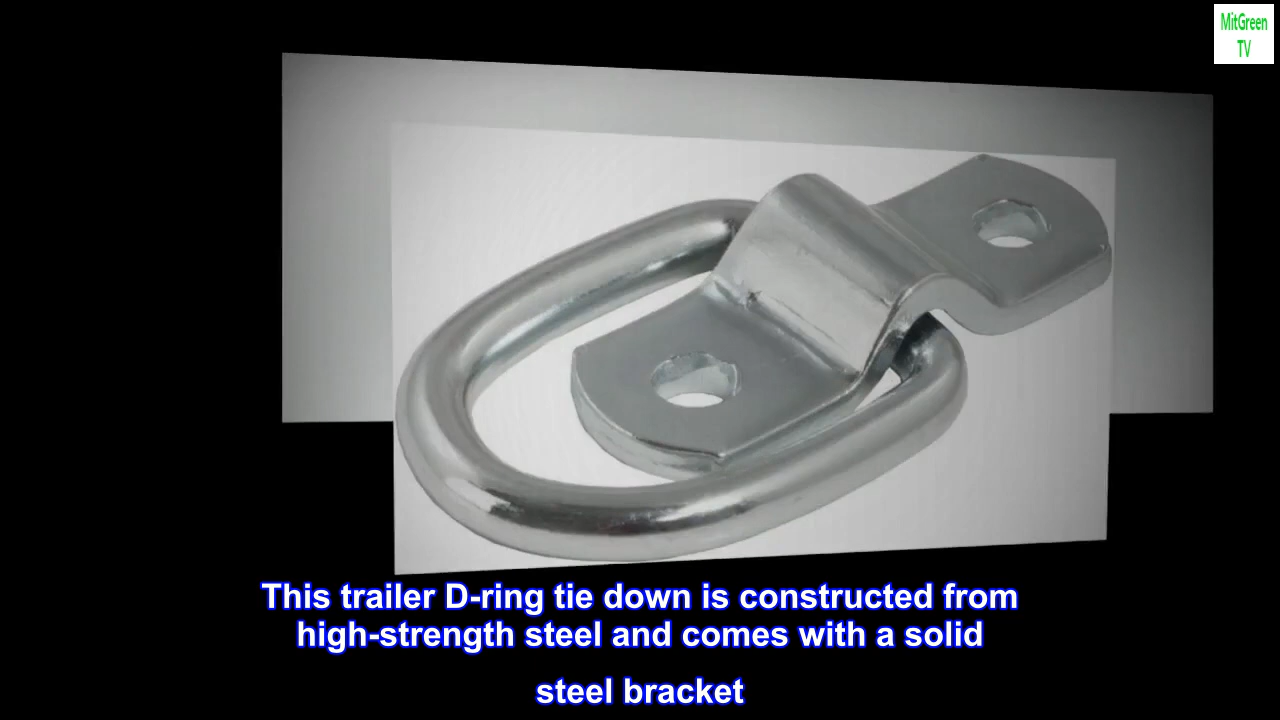 MitGreen
TV
This trailer D-ring tie down is constructed from
high-strength steel and comes with a solid
steel bracket